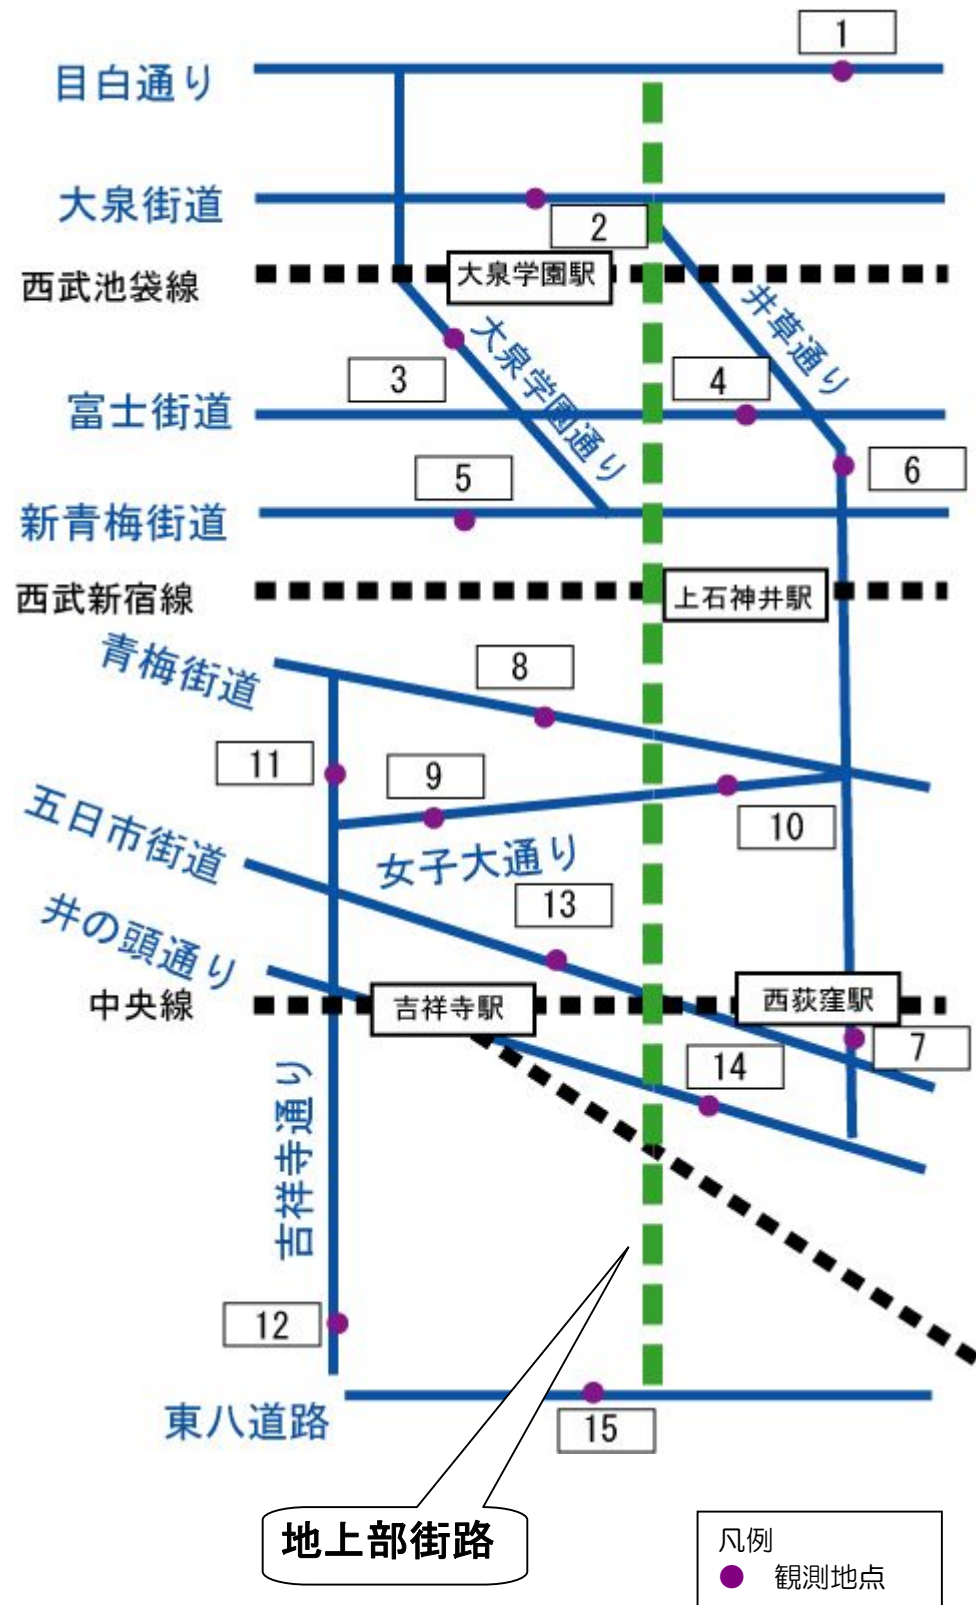 1
目白通り
大泉街道
2
西武池袋線
大泉学園駅
井草通り
大泉学園通り
3
4
富士街道
5
6
新青梅街道
西武新宿線
上石神井駅
青梅街道
8
11
9
10
五日市街道
女子大通り
13
井の頭通り
中央線
吉祥寺駅
西荻窪駅
7
14
吉祥寺通り
12
東八道路
15
地上部街路
凡例
観測地点